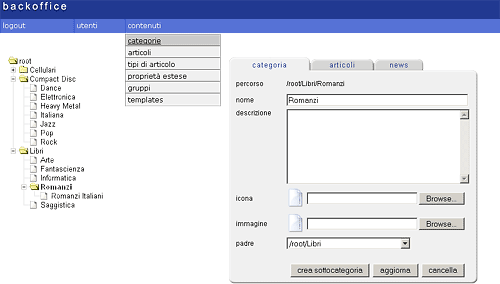 backoffice
logout utenti contenuti
categorie
articoli
tipi di articolo
proprietà estese
gruppi
templates
root
Cellulari
Compact Disc
Dance
Elettronica
Heavy Metal
Italiana
Jazz
Pop
Rock
Libri
Arte
Fantascienza
Informatica
Romanzi
Romanzi Italiani
Saggistica
categoria articoli news
percorso /root/Libri/Romanzi
nome Romanzi
descrizione
icona Browse...
immagine Browse...
padre /root/Libri
crea sottocategoria aggiorna cancella